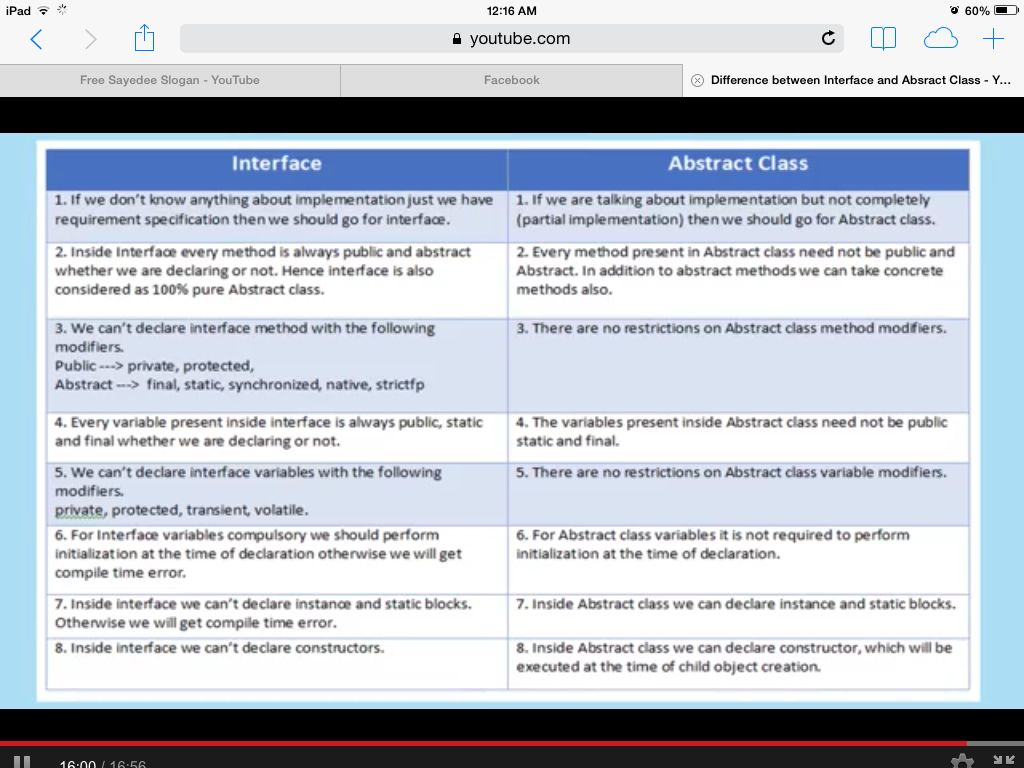 iPad 12:16 AM 60%
youtube.com
Free Sayedee Slogan - YouTube Facebook Difference between Interface and Absract Class - Y...
Interface Abstract Class
1. If we don't know anything about implementation just we have
requirement specification then we should go for interface.
1. If we are talking about implementation but not completely
(partial implementation) then we should go for Abstract class.
2. Inside Interface every method is always public and abstract
whether we are declaring or not. Hence interface is also
considered as 100% pure Abstract class.
2. Every method present in Abstract class need not be public and
Abstract. In addition to abstract methods we can take concrete
methods also.
3. We can't declare interface method with the following
modifiers.
Public ---> private, protected,
Abstract ---> final, static, synchronized, native, strictfp
3. There are no restrictions on Abstract class method modifiers.
4. Every variable present inside interface is always public, static
and final whether we are declaring or not.
4. The variables present inside Abstract class need not be public
static and final.
5. We can't declare interface variables with the following
modifiers.
private, protected, transient, volatile.
5. There are no restrictions on Abstract class variable modifiers.
6. For Interface variables compulsory we should perform
initialization at the time of declaration otherwise we will get
compile time error.
6. For Abstract class variables it is not required to perform
initialization at the time of declaration.
7. Inside interface we can't declare instance and static blocks.
Otherwise we will get compile time error.
7. Inside Abstract class we can declare instance and static blocks.
8. Inside interface we can't declare constructors.
8. Inside Abstract class we can declare constructor, which will be
executed at the time of child object creation.
16:00 / 16:56